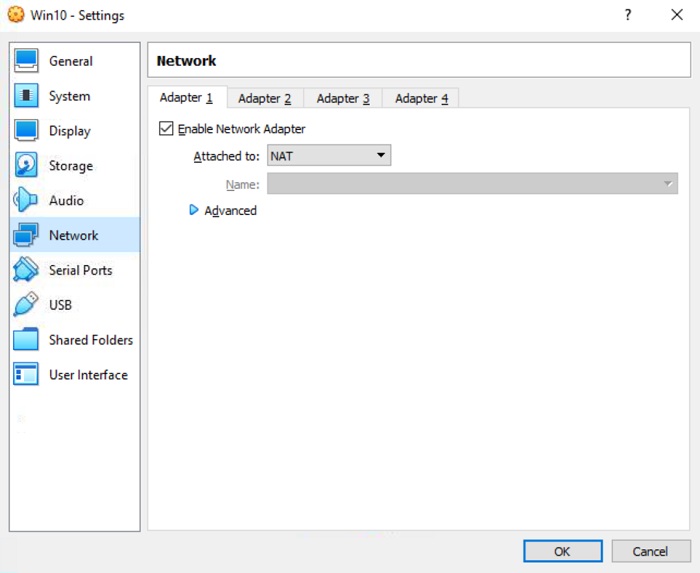 Win10 - Settings
?
General
System
Display
Storage
Audio
Network
Serial Ports
USB
Shared Folders
User Interface
Network
Adapter 1 Adapter 2 Adapter 3 Adapter 4
Enable Network Adapter
Attached to: NAT
Name:
Advanced
OK Cancel